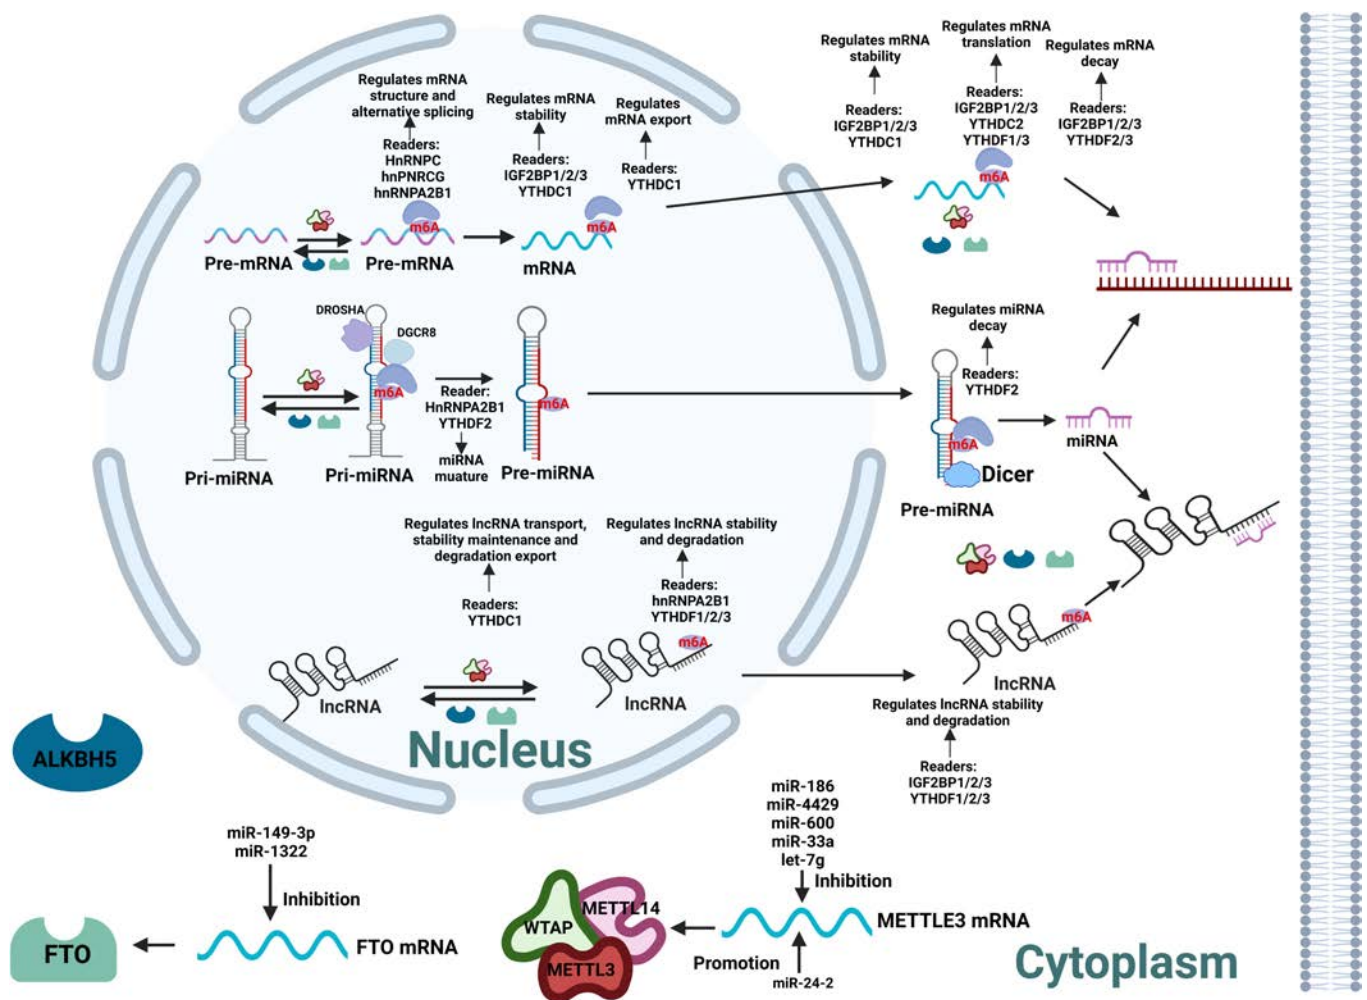 Regulates mRNA
structure and
alternative splicing
Readers:
HnRNPC
hnPNRCG
hnRNPA2B1
Regulates mRNA
stability
Readers:
IGF2BP1/2/3
YTHDC1
Regulates
mRNA export
Readers:
YTHDC1
Regulates mRNA
stability
Readers:
IGF2BP1/2/3
YTHDC1
Regulates mRNA
translation
Readers:
IGF2BP1/2/3
YTHDC2
YTHDF1/3
Regulates mRNA
decay
Readers:
IGF2BP1/2/3
YTHDF2/3
m6A
m6A
m6A
Pre-mRNA
Pre-mRNA
mRNA
DROSHA
DGCR8
m6A
Reader:
HnRNPA2B1
YTHDF2
miRNA
muature
m6A
Pri-miRNA
Pri-miRNA
Pre-miRNA
Regulates miRNA
decay
Readers:
YTHDF2
m6A
Dicer
Pre-miRNA
miRNA
Regulates lncRNA transport,
stability maintenance and
degradation export
Readers:
YTHDC1
Regulates lncRNA stability
and degradation
Readers:
hnRNPA2B1
YTHDF1/2/3
m6A
lncRNA
lncRNA
m6A
lncRNA
Regulates lncRNA stability
and degradation
Readers:
IGF2BP1/2/3
YTHDF1/2/3
Nucleus
ALKBH5
miR-149-3p
miR-1322
Inhibition
FTO
FTO mRNA
miR-186
miR-4429
miR-600
miR-33a
let-7g
Inhibition
METTL14
WTAP
METTL3
METTLE3 mRNA
Promotion
miR-24-2
Cytoplasm